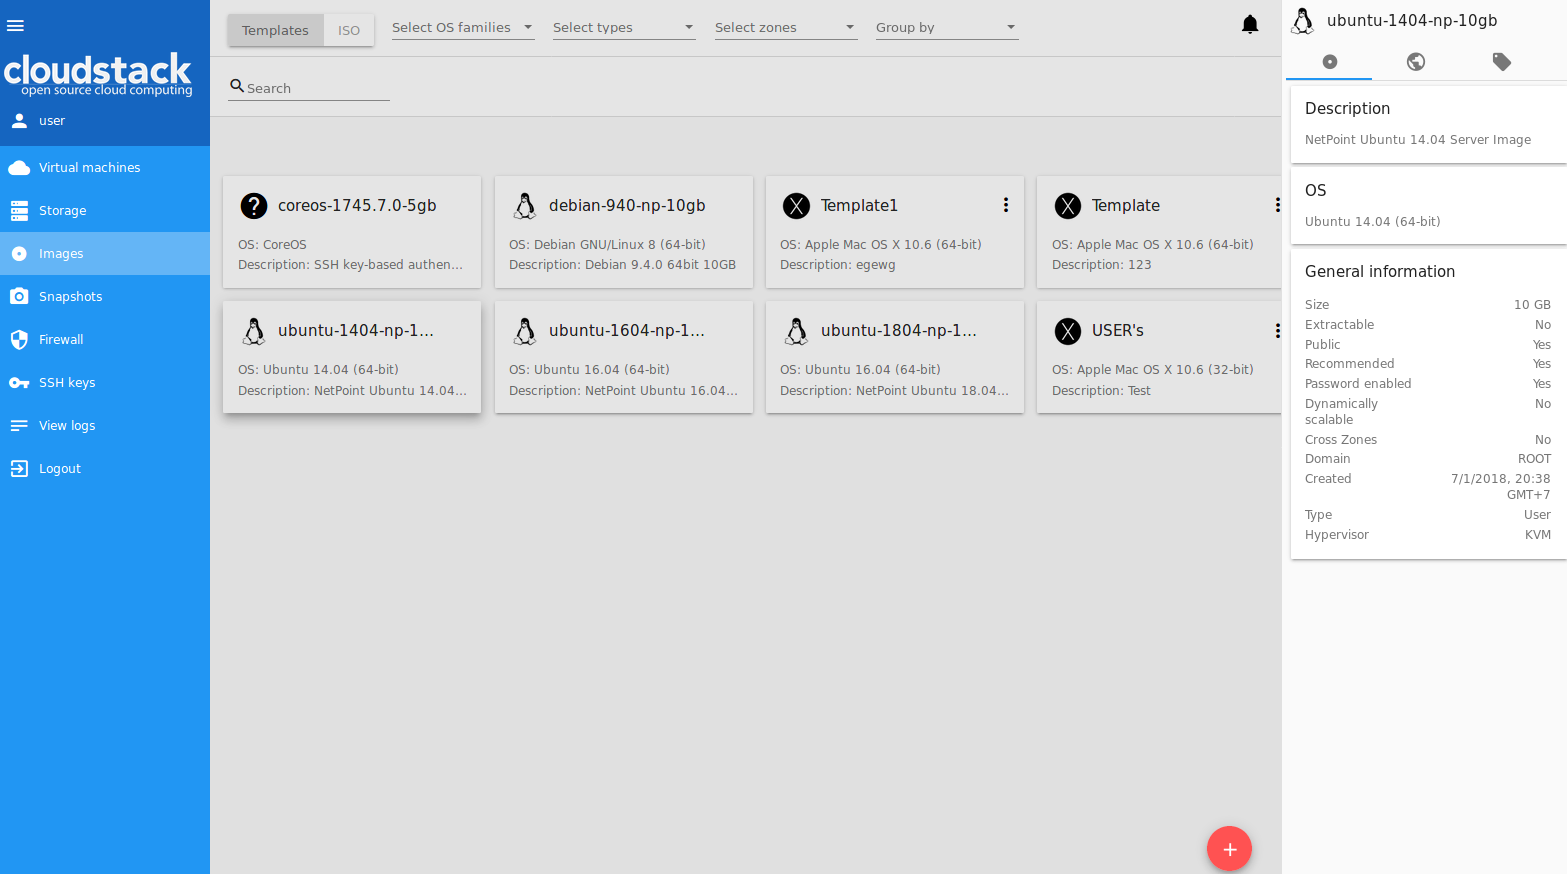 cloudstack
open source cloud computing
user
Virtual machines
Storage
Images
Snapshots
Firewall
SSH keys
View logs
Logout
Templates
ISO
Select OS families
Select types
Select zones
Group by
Search
coreos-1745.7.0-5gb
OS: CoreOS
Description: SSH key-based authen...
debian-940-np-10gb
OS: Debian GNU/Linux 8 (64-bit)
Description: Debian 9.4.0 64bit 10GB
Template1
OS: Apple Mac OS X 10.6 (64-bit)
Description: egewg
Template
OS: Apple Mac OS X 10.6 (64-bit)
Description: 123
ubuntu-1404-np-1...
OS: Ubuntu 14.04 (64-bit)
Description: NetPoint Ubuntu 14.04...
ubuntu-1604-np-1...
OS: Ubuntu 16.04 (64-bit)
Description: NetPoint Ubuntu 16.04...
ubuntu-1804-np-1...
OS: Ubuntu 16.04 (64-bit)
Description: NetPoint Ubuntu 18.04...
USER's
OS: Apple Mac OS X 10.6 (32-bit)
Description: Test
ubuntu-1404-np-10gb
Description
NetPoint Ubuntu 14.04 Server Image
OS
Ubuntu 14.04 (64-bit)
General information
Size 10 GB
Extractable No
Public Yes
Recommended Yes
Password enabled Yes
Dynamically No
scalable
Cross Zones No
Domain ROOT
Created 7/1/2018, 20:38
GMT+7
Type User
Hypervisor KVM